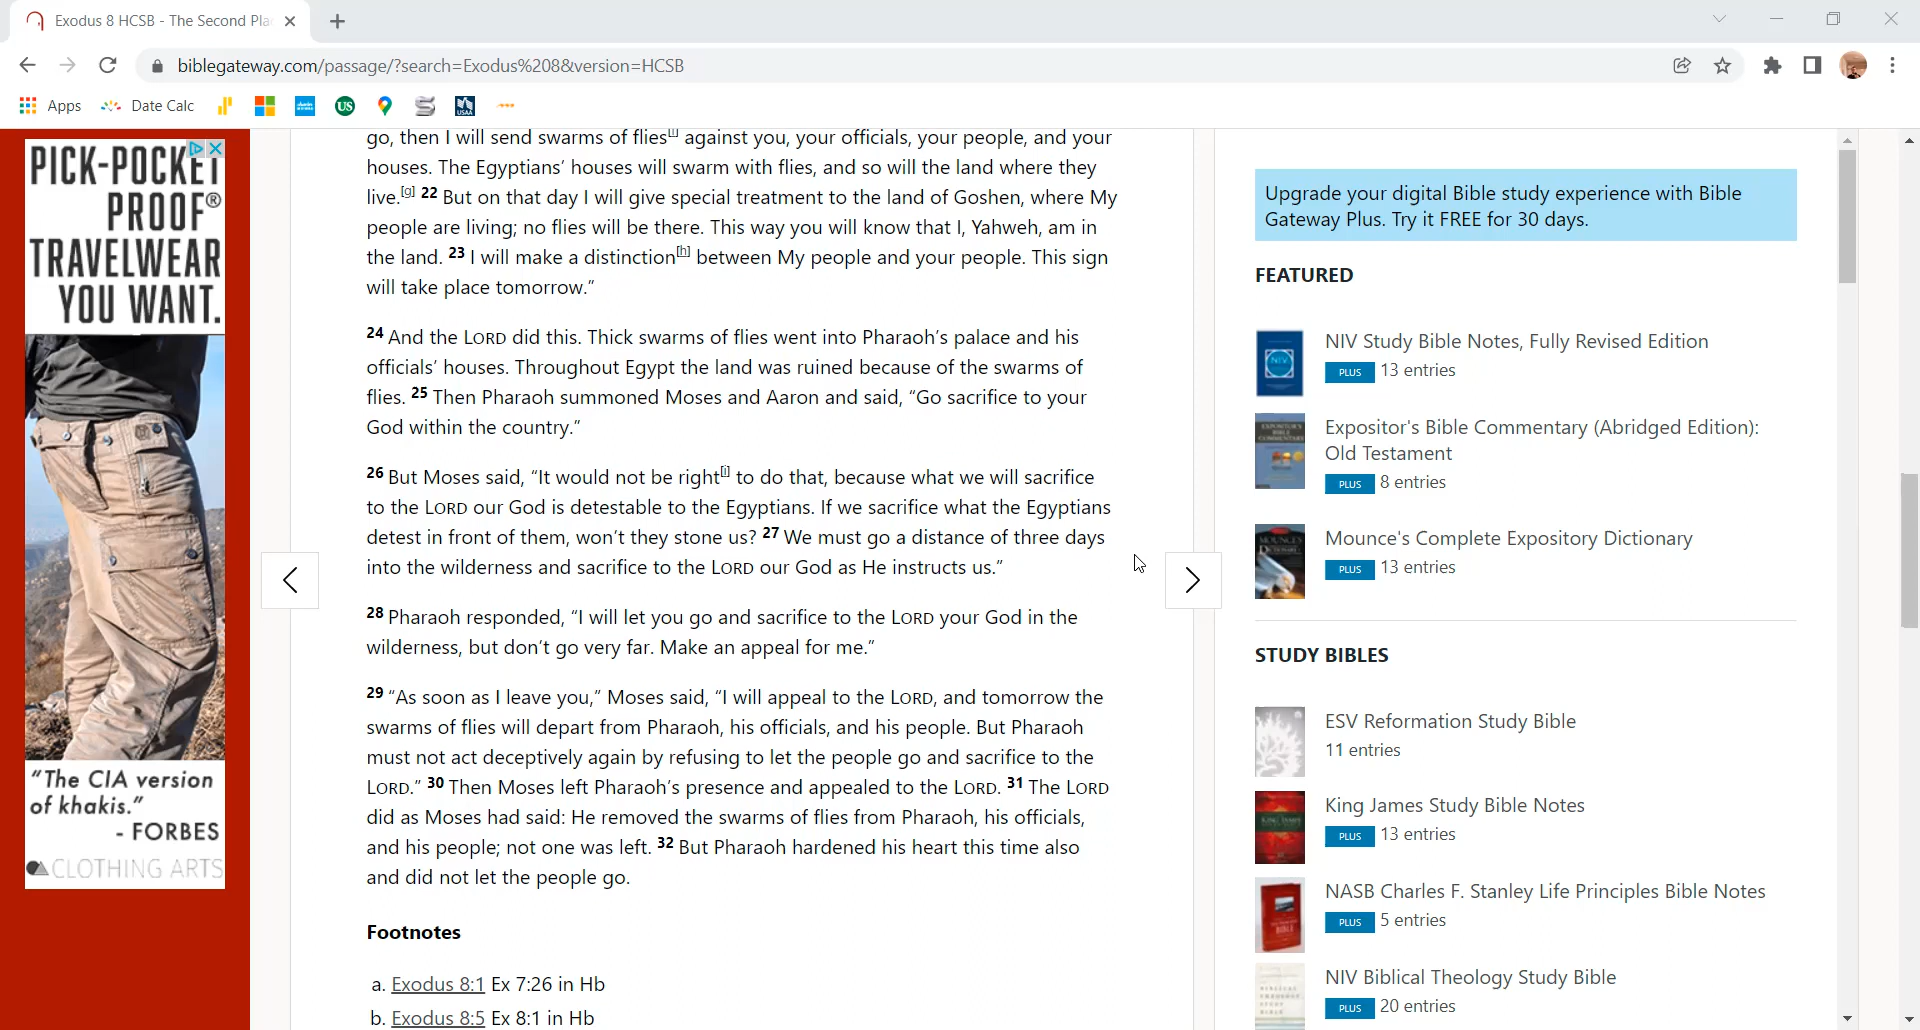 Exodus 8 HCSB - The Second Pla
biblegateway.com/passage/?search=Exodus%208&version=HCSB
Apps
Date Calc
US
USAA
PICK-POCKET
PROOF®
TRAVELWEAR
YOU WANT.
"The CIA version
of khakis."
- FORBES
CLOTHING ARTS
go, then I will send swarms of flies[f] against you, your officials, your people, and your
houses. The Egyptians’ houses will swarm with flies, and so will the land where they
live.[g] 22 But on that day I will give special treatment to the land of Goshen, where My
people are living; no flies will be there. This way you will know that I, Yahweh, am in
the land. 23 I will make a distinction[h] between My people and your people. This sign
will take place tomorrow.”
24 And the LORD did this. Thick swarms of flies went into Pharaoh’s palace and his
officials’ houses. Throughout Egypt the land was ruined because of the swarms of
flies. 25 Then Pharaoh summoned Moses and Aaron and said, “Go sacrifice to your
God within the country.”
26 But Moses said, “It would not be right[i] to do that, because what we will sacrifice
to the LORD our God is detestable to the Egyptians. If we sacrifice what the Egyptians
detest in front of them, won’t they stone us? 27 We must go a distance of three days
into the wilderness and sacrifice to the LORD our God as He instructs us.”
28 Pharaoh responded, “I will let you go and sacrifice to the LORD your God in the
wilderness, but don’t go very far. Make an appeal for me.”
29 “As soon as I leave you,” Moses said, “I will appeal to the LORD, and tomorrow the
swarms of flies will depart from Pharaoh, his officials, and his people. But Pharaoh
must not act deceptively again by refusing to let the people go and sacrifice to the
LORD.” 30 Then Moses left Pharaoh’s presence and appealed to the LORD. 31 The LORD
did as Moses had said: He removed the swarms of flies from Pharaoh, his officials,
and his people; not one was left. 32 But Pharaoh hardened his heart this time also
and did not let the people go.
Footnotes
a. Exodus 8:1 Ex 7:26 in Hb
b. Exodus 8:5 Ex 8:1 in Hb
Upgrade your digital Bible study experience with Bible
Gateway Plus. Try it FREE for 30 days.
FEATURED
NIV
NIV Study Bible Notes, Fully Revised Edition
PLUS 13 entries
EXPOSITOR'S
BIBLE
COMMENTARY
Expositor's Bible Commentary (Abridged Edition):
Old Testament
PLUS 8 entries
MOUNCE'S
Mounce's Complete Expository Dictionary
PLUS 13 entries
STUDY BIBLES
ESV Reformation Study Bible
11 entries
KING JAMES
King James Study Bible Notes
PLUS 13 entries
NASB Charles F. Stanley Life Principles Bible Notes
PLUS 5 entries
BIBLICAL
THEOLOGY
NIV Biblical Theology Study Bible
PLUS 20 entries